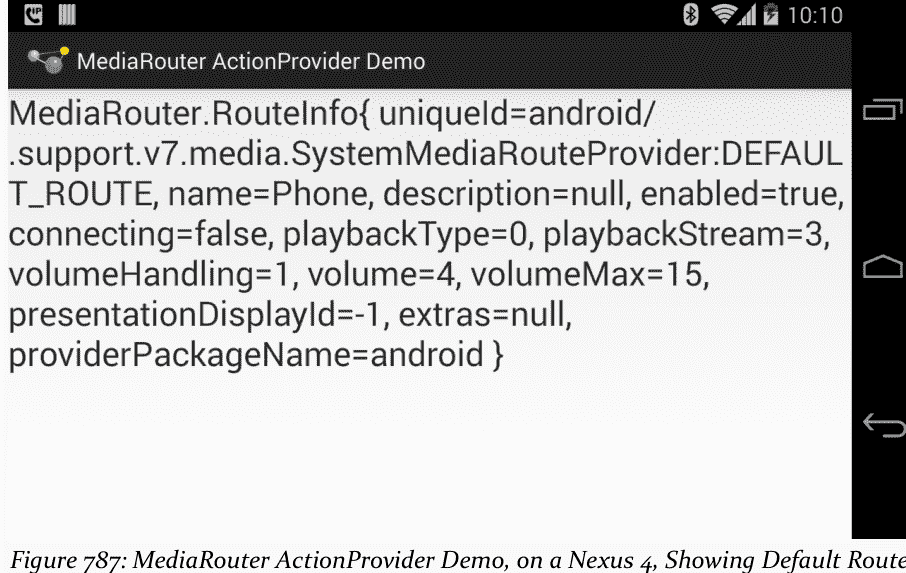 10:10
MediaRouter ActionProvider Demo
MediaRouter.RouteInfo{ uniqueId=android/
.support.v7.media.SystemMediaRouteProvider:DEFAUL
T_ROUTE, name=Phone, description=null, enabled=true,
connecting=false, playbackType=0, playbackStream=3,
volumeHandling=1, volume=4, volumeMax=15,
presentationDisplayId=-1, extras=null,
providerPackageName=android }
Figure 787: MediaRouter ActionProvider Demo, on a Nexus 4, Showing Default Route